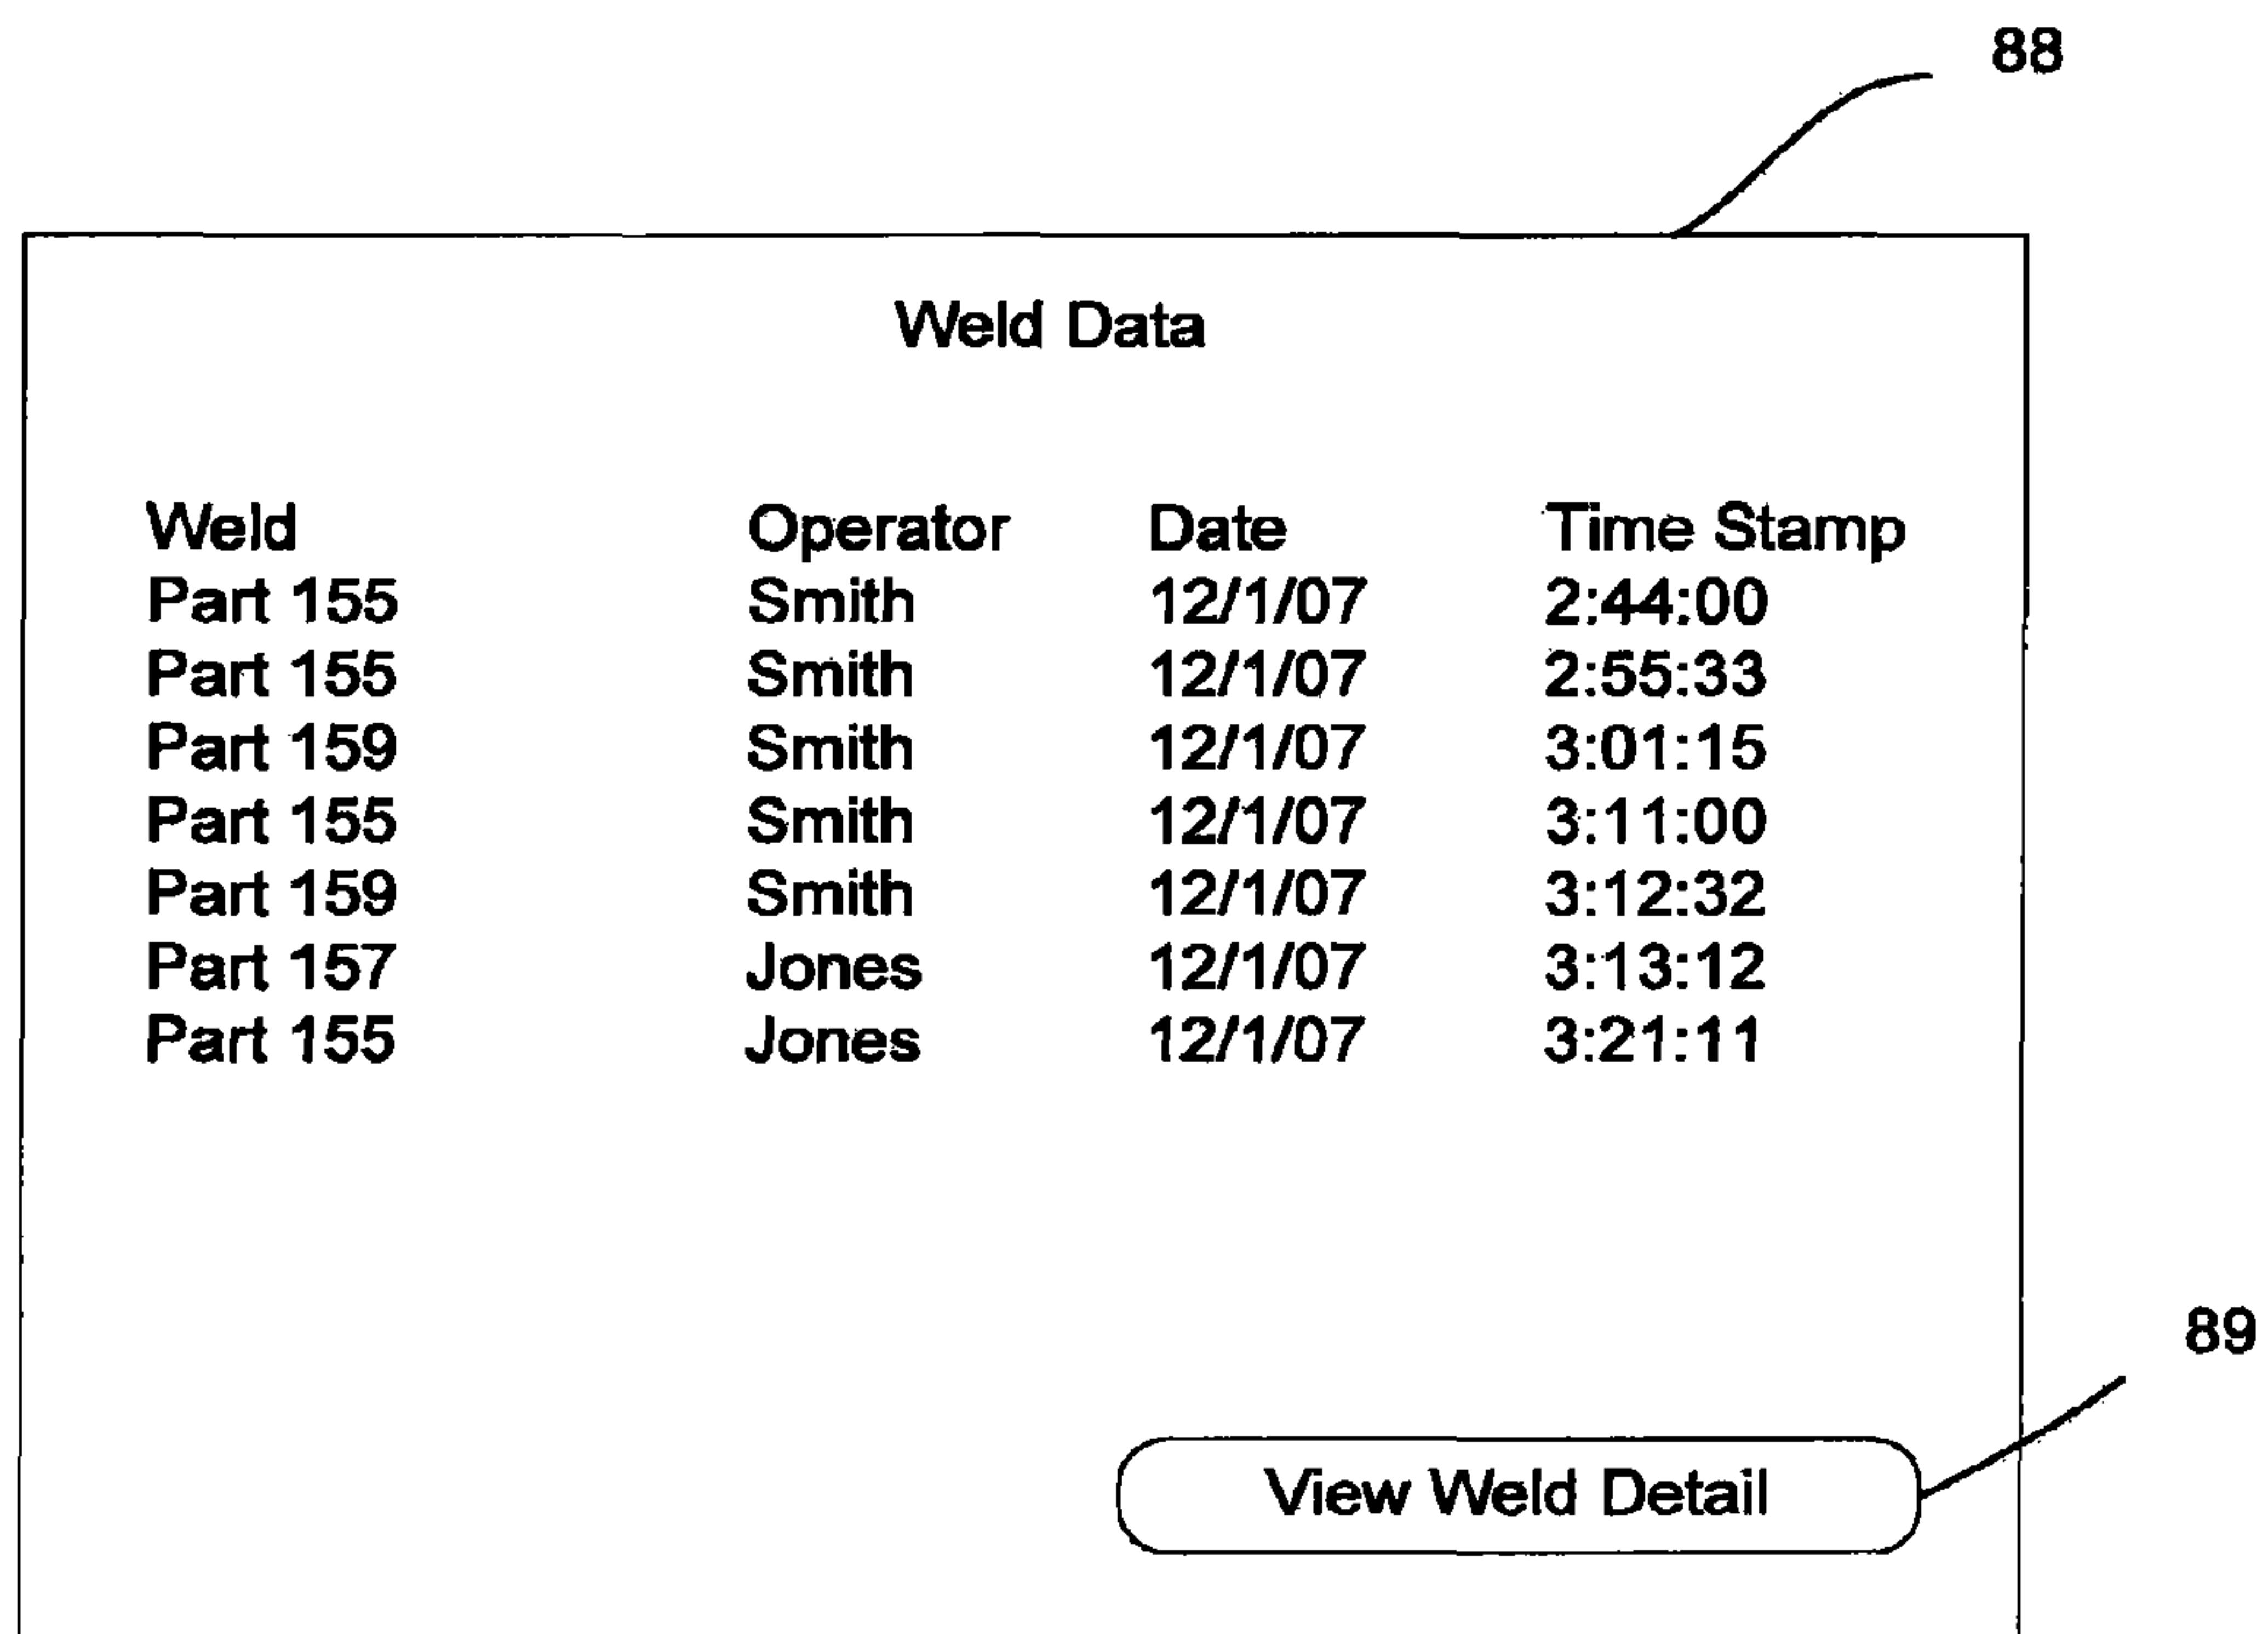 88
Weld Data
Weld Operator Date Time Stamp
Part 155 Smith 12/1/07 2:44:00
Part 155 Smith 12/1/07 2:55:33
Part 159 Smith 12/1/07 3:01:15
Part 155 Smith 12/1/07 3:11:00
Part 159 Smith 12/1/07 3:12:32
Part 157 Jones 12/1/07 3:13:12
Part 155 Jones 12/1/07 3:21:11
89
View Weld Detail